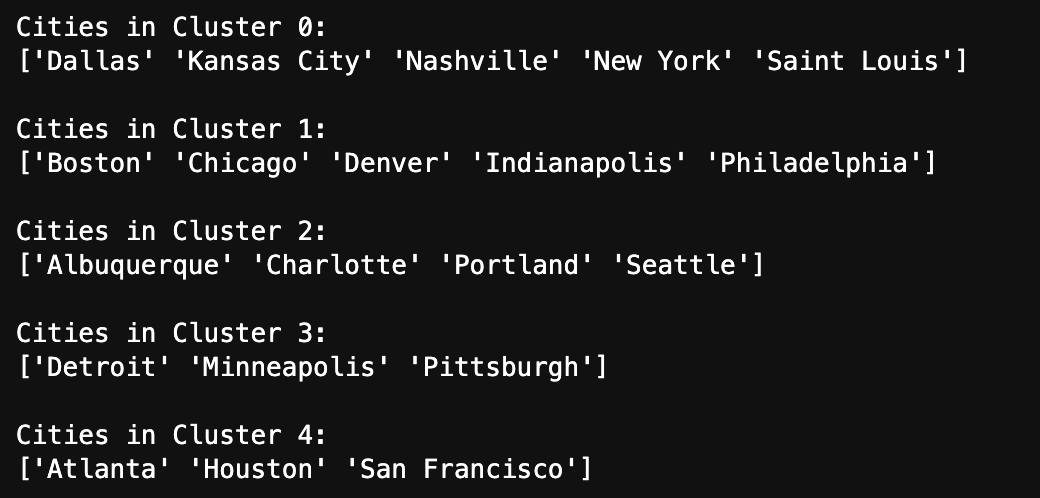 Cities in Cluster 0:
['Dallas' 'Kansas City' 'Nashville' 'New York' 'Saint Louis']
Cities in Cluster 1:
['Boston' 'Chicago' 'Denver' 'Indianapolis' 'Philadelphia']
Cities in Cluster 2:
['Albuquerque' 'Charlotte' 'Portland' 'Seattle']
Cities in Cluster 3:
['Detroit' 'Minneapolis' 'Pittsburgh']
Cities in Cluster 4:
['Atlanta' 'Houston' 'San Francisco']